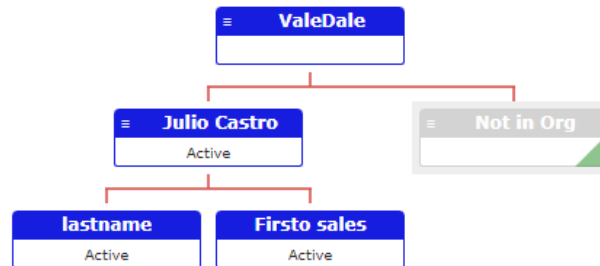 ValeDale
Julio Castro
Active
Not in Org
lastname
Active
Firsto sales
Active